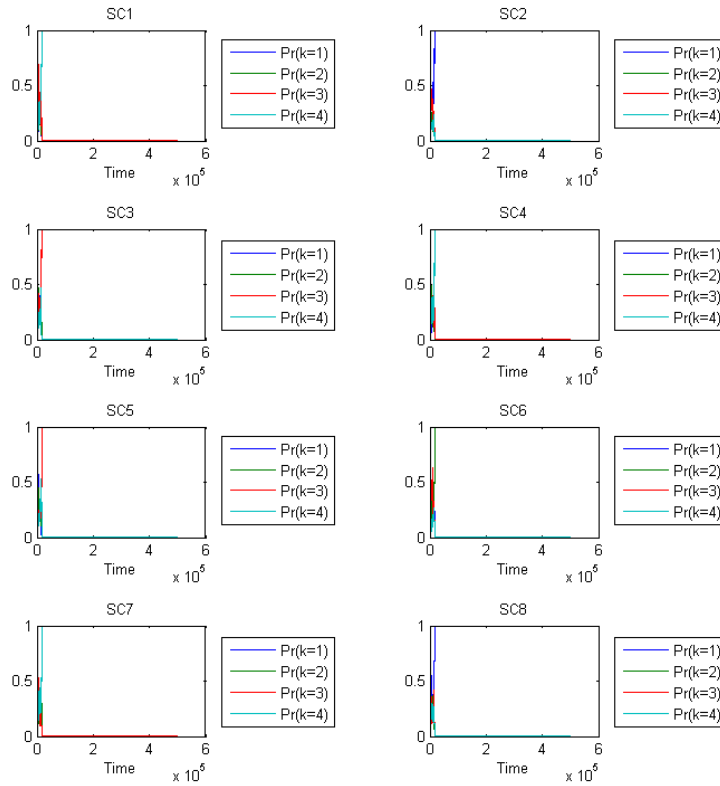 SC1
1
0.5
0
0 2 4 6
Time
x 10^5
Pr(k=1)
Pr(k=2)
Pr(k=3)
Pr(k=4)
SC2
1
0.5
0
0 2 4 6
Time
x 10^5
Pr(k=1)
Pr(k=2)
Pr(k=3)
Pr(k=4)
SC3
1
0.5
0
0 2 4 6
Time
x 10^5
Pr(k=1)
Pr(k=2)
Pr(k=3)
Pr(k=4)
SC4
1
0.5
0
0 2 4 6
Time
x 10^5
Pr(k=1)
Pr(k=2)
Pr(k=3)
Pr(k=4)
SC5
1
0.5
0
0 2 4 6
Time
x 10^5
Pr(k=1)
Pr(k=2)
Pr(k=3)
Pr(k=4)
SC6
1
0.5
0
0 2 4 6
Time
x 10^5
Pr(k=1)
Pr(k=2)
Pr(k=3)
Pr(k=4)
SC7
1
0.5
0
0 2 4 6
Time
x 10^5
Pr(k=1)
Pr(k=2)
Pr(k=3)
Pr(k=4)
SC8
1
0.5
0
0 2 4 6
Time
x 10^5
Pr(k=1)
Pr(k=2)
Pr(k=3)
Pr(k=4)